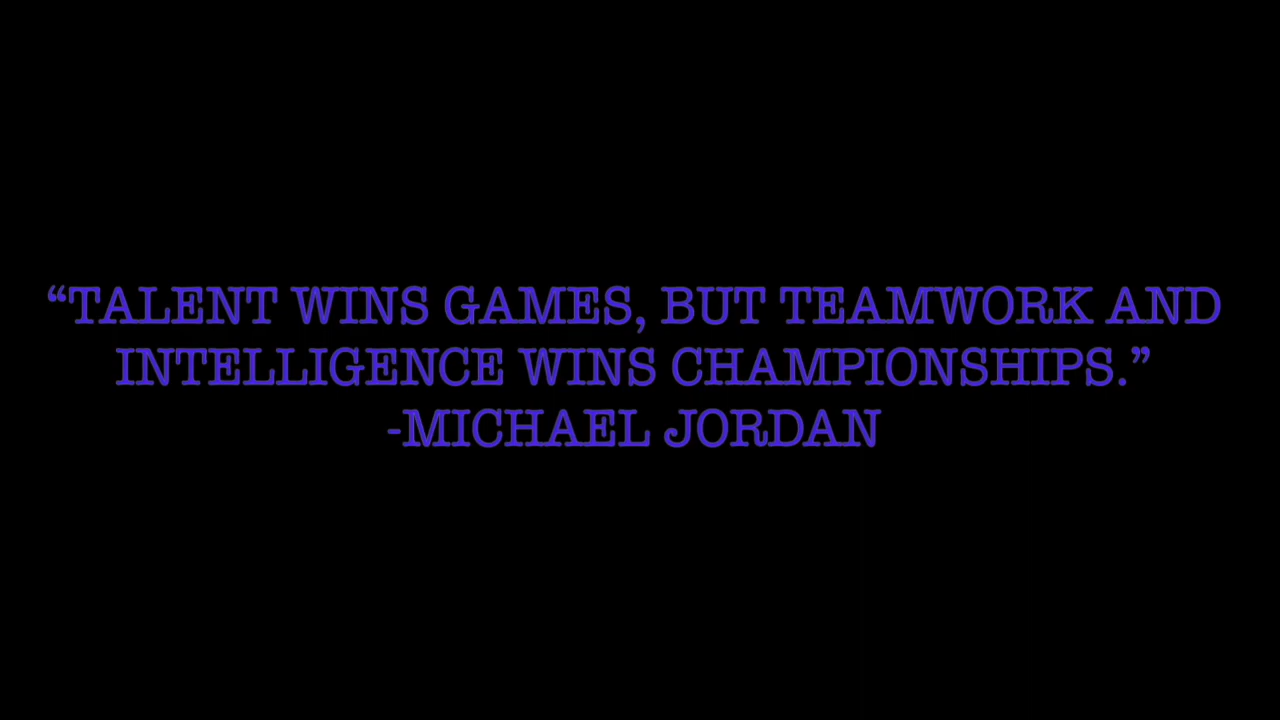 “TALENT WINS GAMES, BUT TEAMWORK AND
INTELLIGENCE WINS CHAMPIONSHIPS.”
-MICHAEL JORDAN